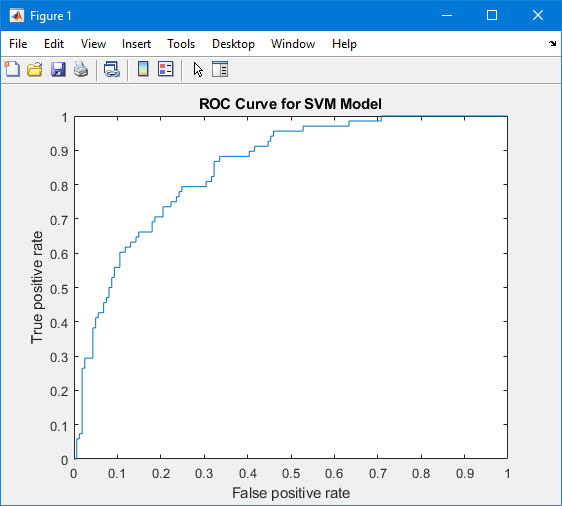 Figure 1
File Edit View Insert Tools Desktop Window Help
ROC Curve for SVM Model
1
0.9
0.8
0.7
0.6
0.5
0.4
0.3
0.2
0.1
0
True positive rate
0 0.1 0.2 0.3 0.4 0.5 0.6 0.7 0.8 0.9 1
False positive rate